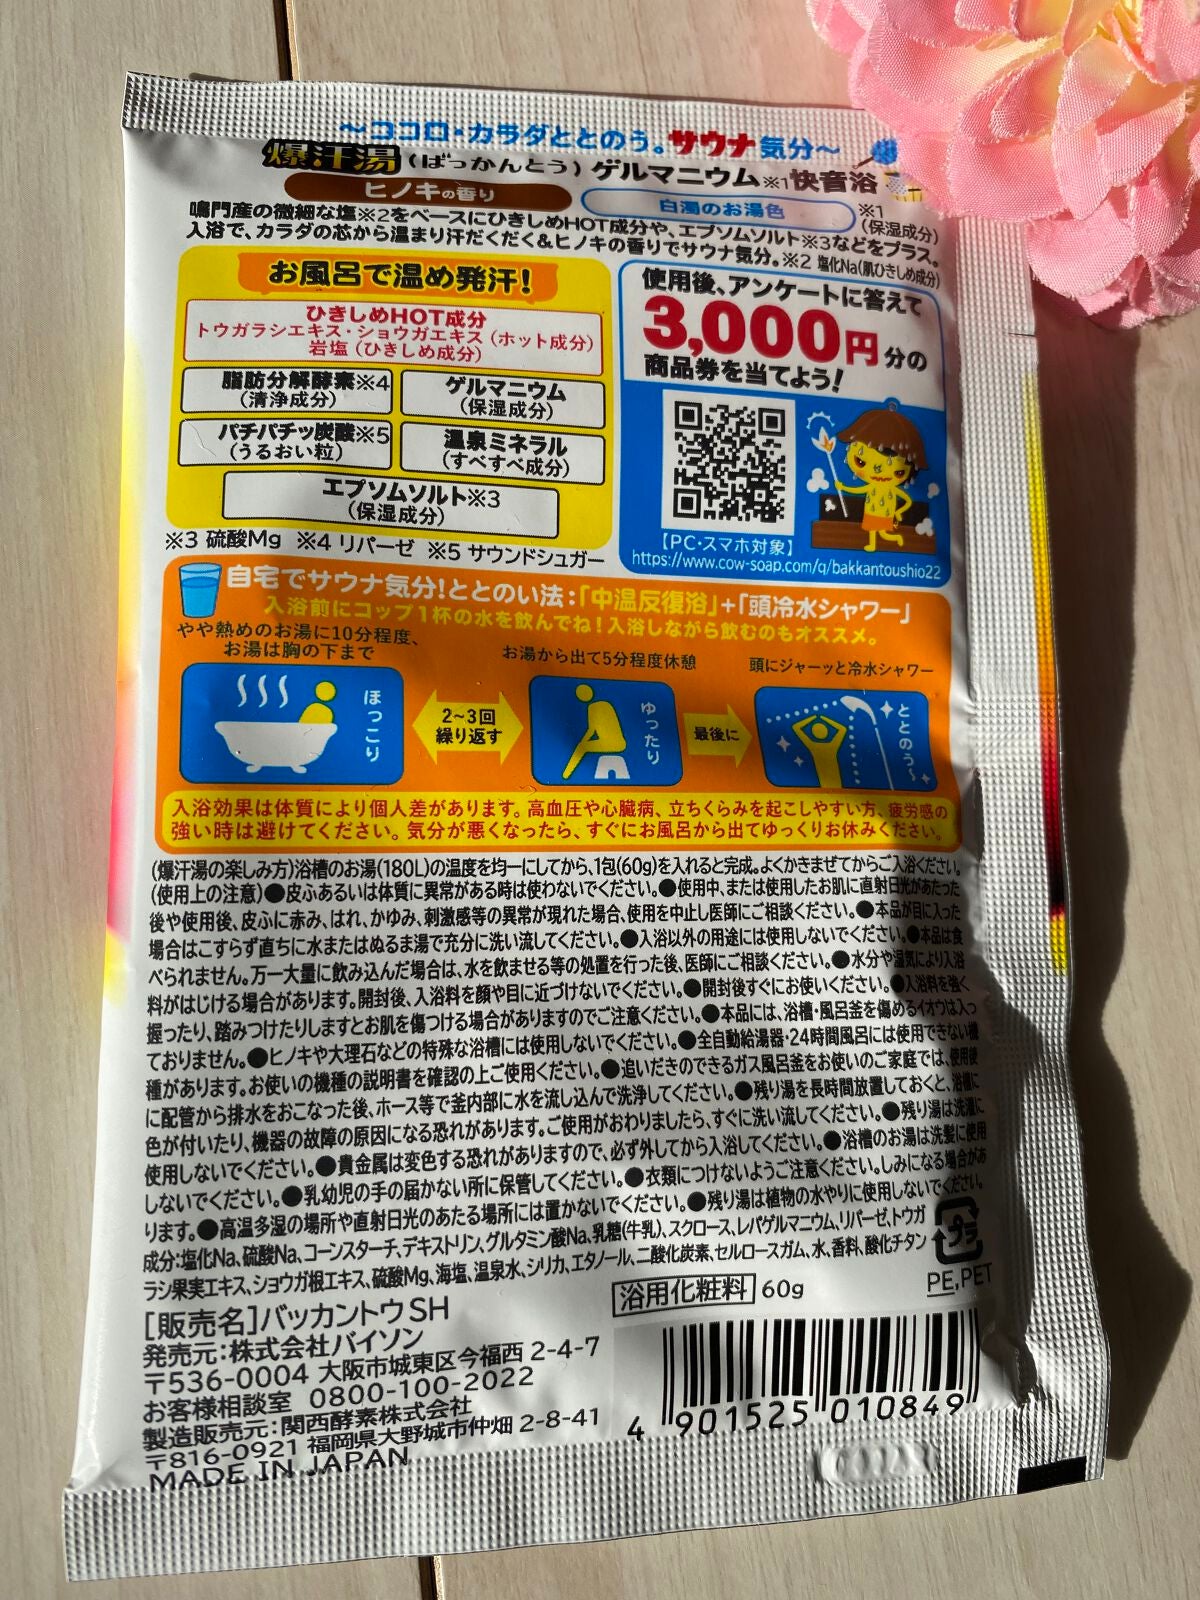 ～ココロ・カラダととのう。サウナ気分～
爆汗湯(ばっかんとう)ゲルマニウム※1快音浴
ヒノキの香り
白濁のお湯色
※1
(保湿成分)
鳴門産の微細な塩※2をベースにひきしめHOT成分や、エプソムソルト※3などをプラス。
入浴で、カラダの芯から温まり汗だくだく&ヒノキの香りでサウナ気分。※2 塩化Na(肌ひきしめ成分)
お風呂で温め発汗!
ひきしめHOT成分
トウガラシエキス・ショウガエキス(ホット成分)
岩塩(ひきしめ成分)
脂肪分解酵素※4
(清浄成分)
ゲルマニウム
(保湿成分)
パチパチッ炭酸※5
(うるおい粒)
温泉ミネラル
(すべすべ成分)
エプソムソルト※3
(保湿成分)
※3 硫酸Mg ※4 リパーゼ ※5 サウンドシュガー
使用後、アンケートに答えて
3,000円分の
商品券を当てよう!
【PC・スマホ対象】
https://www.cow-soap.com/q/bakkantoushio22
自宅でサウナ気分!ととのい法:「中温反復浴」+「頭冷水シャワー」
入浴前にコップ1杯の水を飲んでね!入浴しながら飲むのもオススメ。
やや熱めのお湯に10分程度、
お湯は胸の下まで
お湯から出て5分程度休憩
頭にジャーッと冷水シャワー
ほっこり
2~3回
繰り返す
ゆったり
最後に
ととのう～
入浴効果は体質により個人差があります。高血圧や心臓病、立ちくらみを起こしやすい方、疲労感の
強い時は避けてください。気分が悪くなったら、すぐにお風呂から出てゆっくりお休みください。
(爆汗湯の楽しみ方)浴槽のお湯(180L)の温度を均一にしてから、1包(60g)を入れると完成。よくかきまぜてからご入浴ください。
(使用上の注意)●皮ふあるいは体質に異常がある時は使わないでください。●使用中、または使用したお肌に直射日光があたった
後や使用後、皮ふに赤み、はれ、かゆみ、刺激感等の異常が現れた場合、使用を中止し医師にご相談ください。●本品が目に入った
場合はこすらず直ちに水またはぬるま湯で充分に洗い流してください。●入浴以外の用途には使用しないでください。●本品は食
べられません。万一大量に飲み込んだ場合は、水を飲ませる等の処置を行った後、医師にご相談ください。●水分や湿気により入浴
料がはじける場合があります。開封後、入浴料を顔や目に近づけないでください。●開封後すぐにお使いください。●入浴料を強く
握ったり、踏みつけたりしますとお肌を傷つける場合がありますのでご注意ください。●本品には、浴槽・風呂釜を傷めるイオウは入っ
ておりません。●ヒノキや大理石などの特殊な浴槽には使用しないでください。●全自動給湯器・24時間風呂には使用できない機
種があります。お使いの機種の説明書を確認の上ご使用ください。●追いだきのできるガス風呂釜をお使いのご家庭では、使用後
に配管から排水をおこなった後、ホース等で釜内部に水を流し込んで洗浄してください。●残り湯を長時間放置しておくと、浴槽に
色が付いたり、機器の故障の原因になる恐れがあります。ご使用がおわりましたら、すぐに洗い流してください。●残り湯は洗濯に
使用しないでください。●貴金属は変色する恐れがありますので、必ず外してから入浴してください。●浴槽のお湯は洗髪に使用
しないでください。●乳幼児の手の届かない所に保管してください。●衣類につけないようご注意ください。しみになる場合があ
ります。●高温多湿の場所や直射日光のあたる場所には置かないでください。●残り湯は植物の水やりに使用しないでください。
成分:塩化Na、硫酸Na、コーンスターチ、デキストリン、グルタミン酸Na、乳糖(牛乳)、スクロース、レパゲルマニウム、リパーゼ、トウガ
ラシ果実エキス、ショウガ根エキス、硫酸Mg、海塩、温泉水、シリカ、エタノール、二酸化炭素、セルロースガム、水、香料、酸化チタン
プラ
PE,PET
浴用化粧料 60g
[販売名]バッカントウSH
発売元:株式会社バイソン
〒536-0004 大阪市城東区今福西 2-4-7
お客様相談室 0800-100-2022
製造販売元:関西酵素株式会社
〒816-0921 福岡県大野城市仲畑 2-8-41
MADE IN JAPAN
4 901525 010849